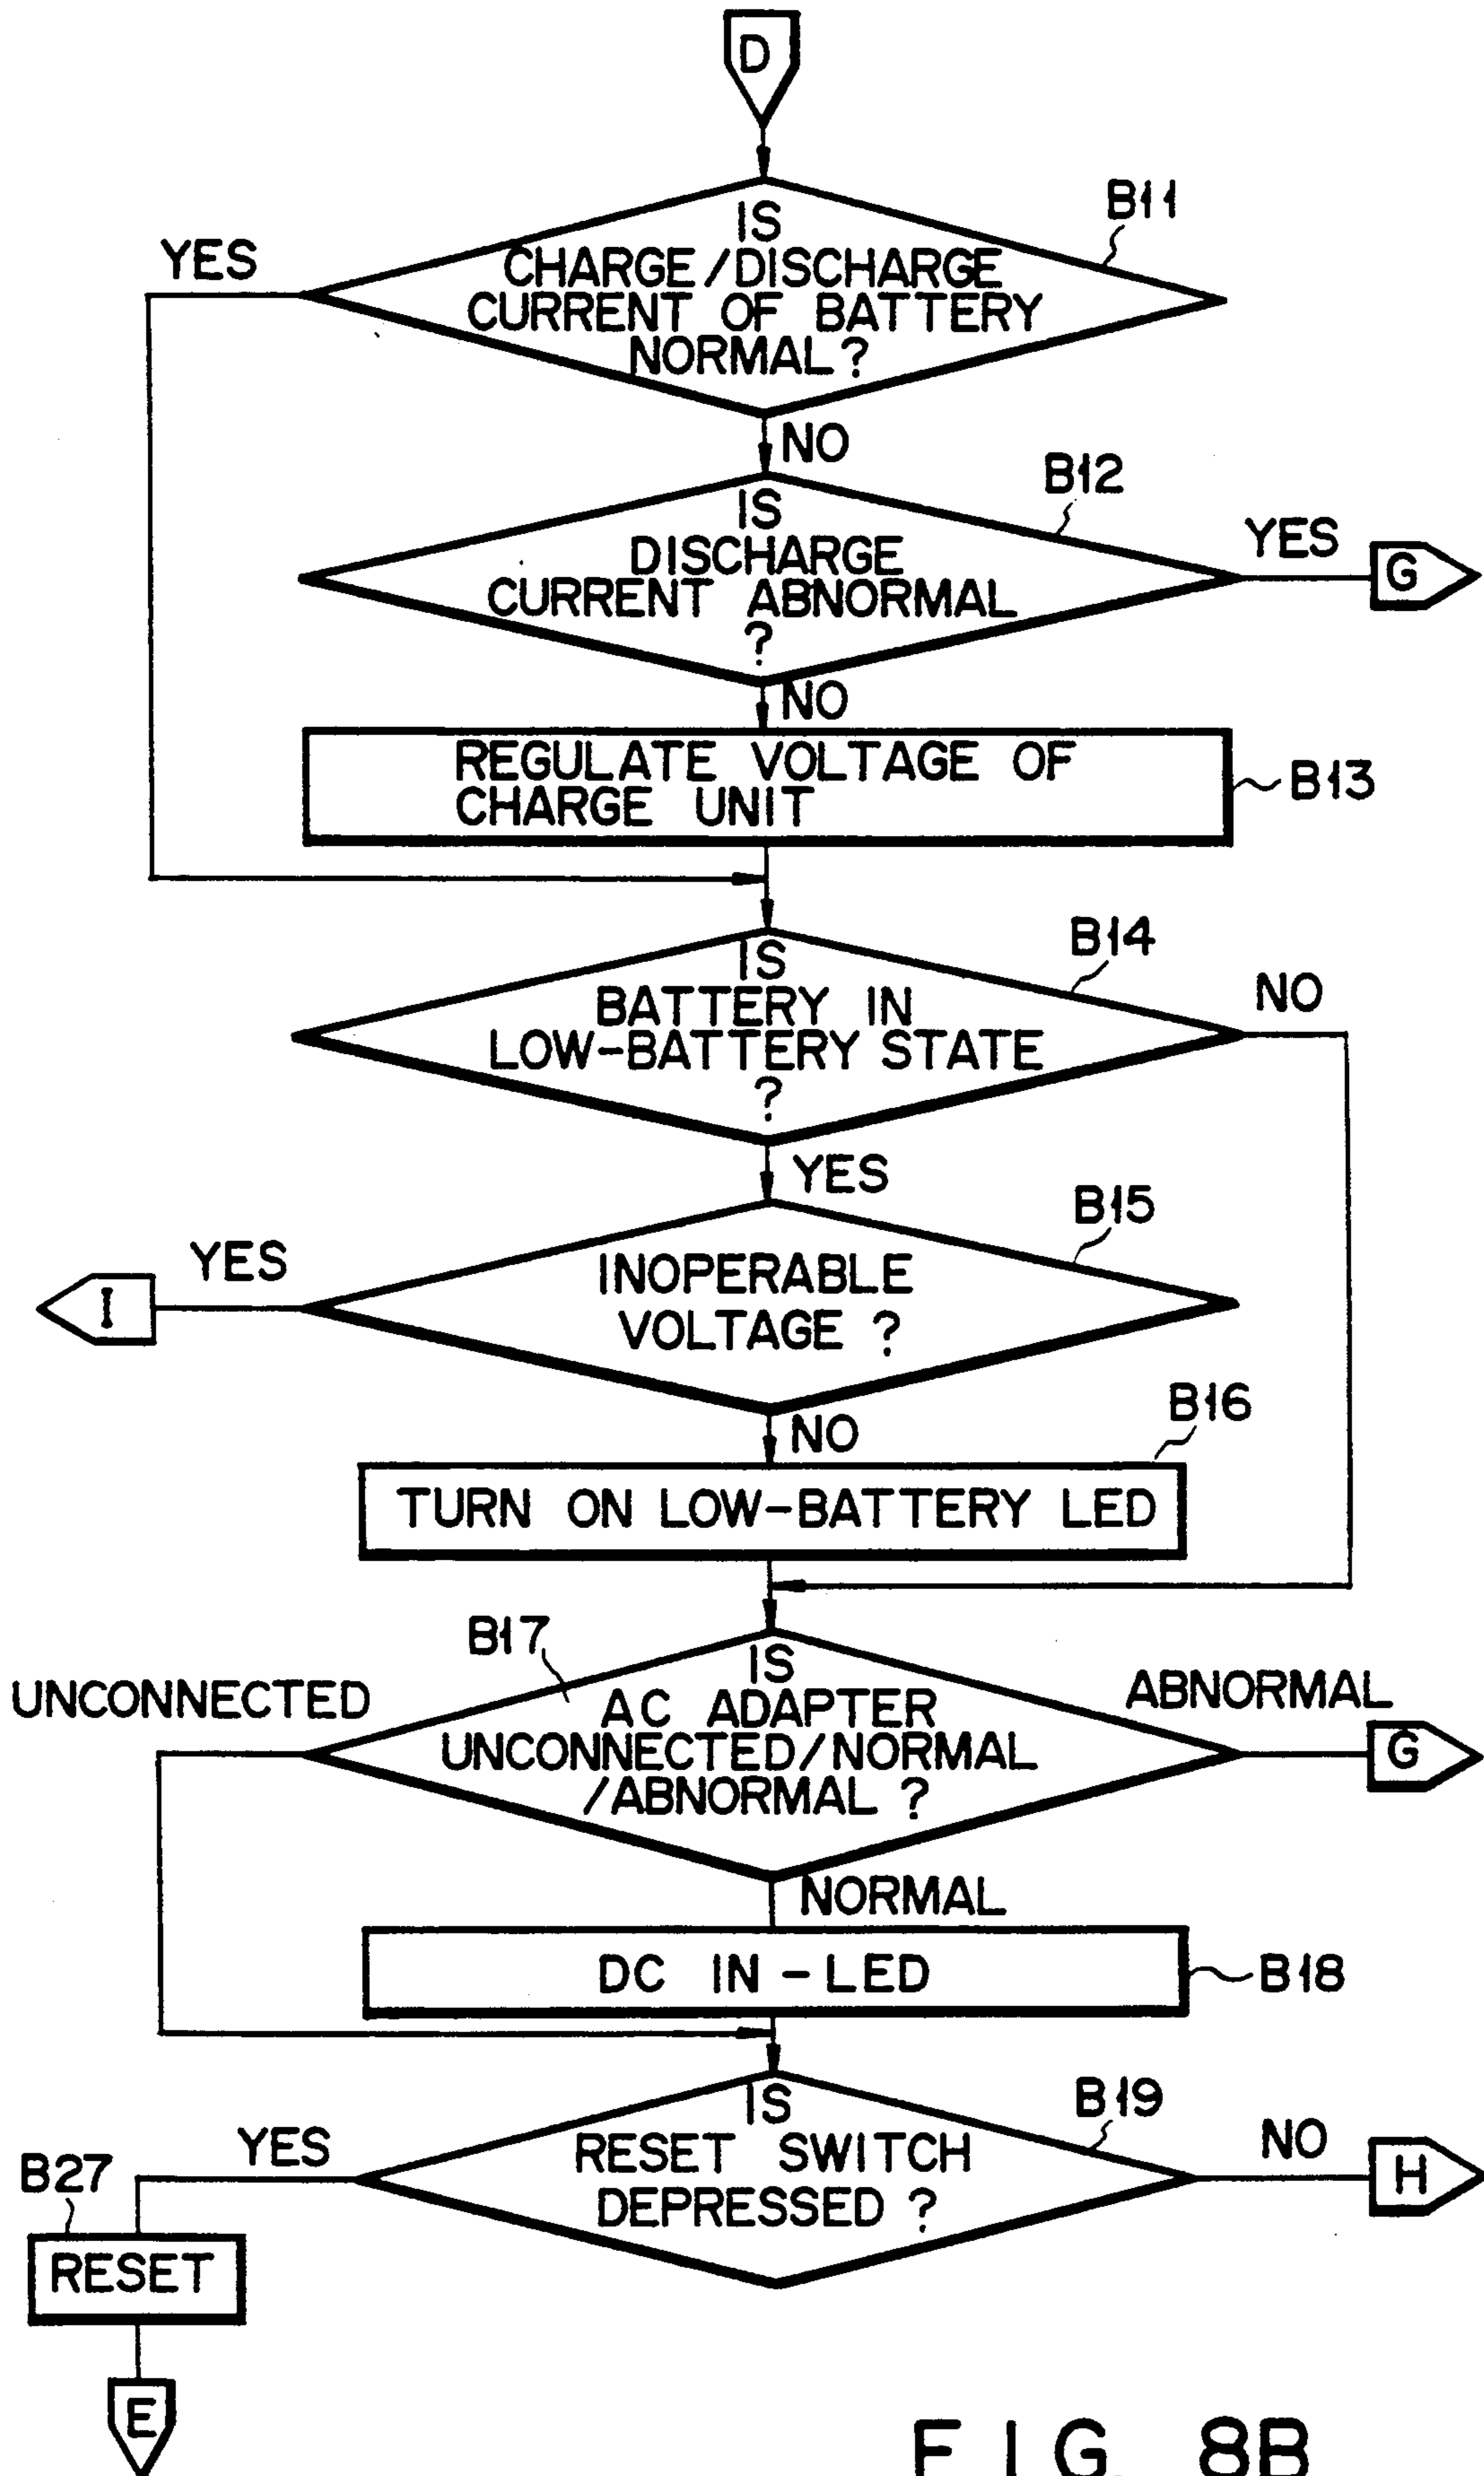 D
B11
IS
CHARGE/DISCHARGE
CURRENT OF BATTERY
NORMAL?
YES
NO
B12
IS
DISCHARGE
CURRENT ABNORMAL
?
YES
G
NO
REGULATE VOLTAGE OF
CHARGE UNIT
B13
B14
IS
BATTERY IN
LOW-BATTERY STATE
?
NO
YES
B15
INOPERABLE
VOLTAGE ?
YES
I
NO
B16
TURN ON LOW-BATTERY LED
B17
IS
AC ADAPTER
UNCONNECTED/NORMAL
/ABNORMAL ?
UNCONNECTED
ABNORMAL
G
NORMAL
DC IN-LED
B18
B19
IS
RESET SWITCH
DEPRESSED ?
YES
NO
H
B27
RESET
E
FIG. 8B